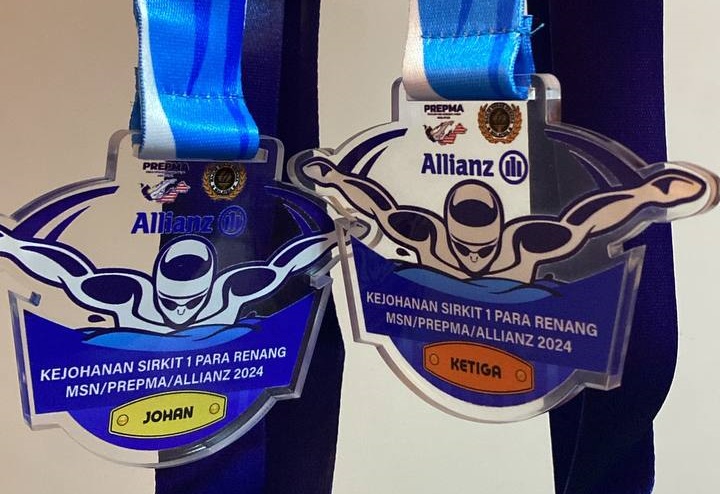 PREPMA
Allianz
KEJOHANAN SIRKIT 1 PARA RENANG
MSN/PREPMA/ALLIANZ 2024
JOHAN
PREPMA
Allianz
KEJOHANAN SIRKIT 1 PARA RENANG
MSN/PREPMA/ALLIANZ 2024
KETIGA